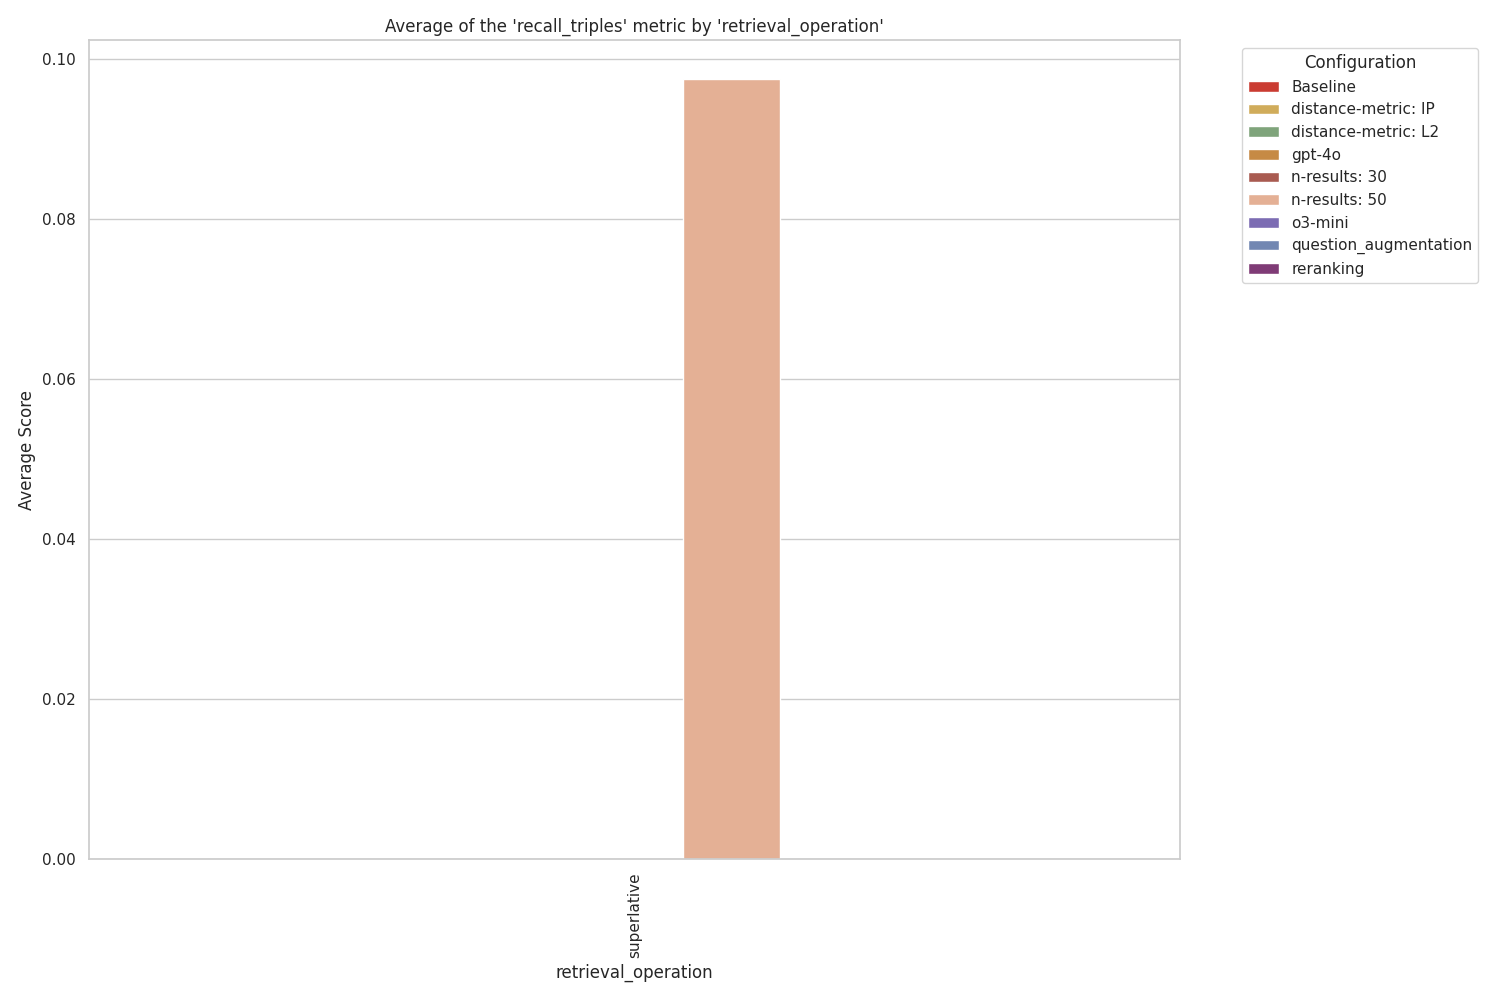 Average of the 'recall_triples' metric by 'retrieval_operation'
Average Score
0.10
0.08
0.06
0.04
0.02
0.00
superlative
retrieval_operation
Configuration
Baseline
distance-metric: IP
distance-metric: L2
gpt-4o
n-results: 30
n-results: 50
o3-mini
question_augmentation
reranking